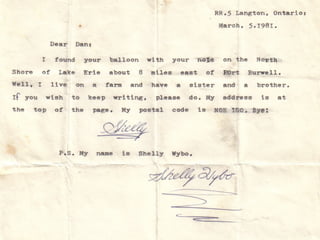 RR.5 Langton, Ontario;
March. 5.1981.
Dear Dan:
I found your balloon with your note on the North
Shore of Lake Erie about 8 miles east of Port Burwell.
Well, I live on a farm and have a sister and a brother.
If you wish to keep writing, please do. My address is at
the top of the page. My postal code is NOE 1GO. Bye!
Shelly
P.S. My name is Shelly Wybo.
Shelly Wybo